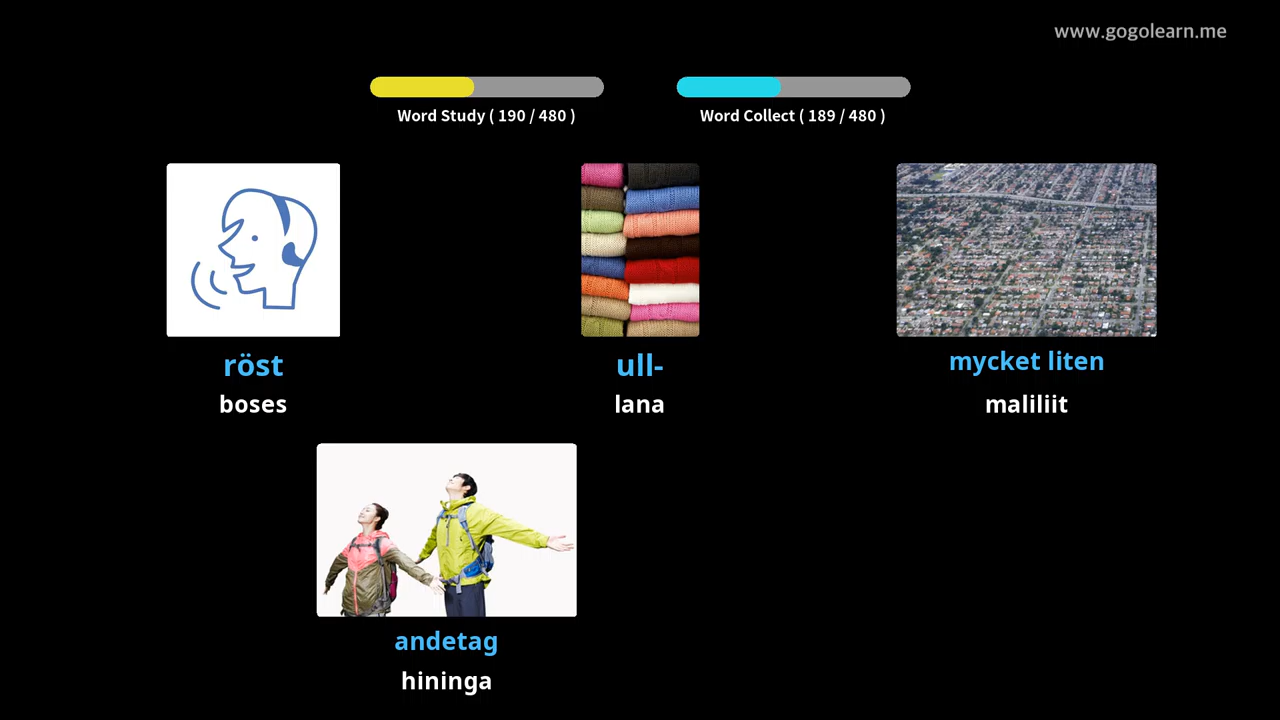 www.gogolearn.me
Word Study ( 190 / 480 )
Word Collect ( 189 / 480 )
röst
ull-
mycket liten
boses
lana
maliliit
andetag
hininga